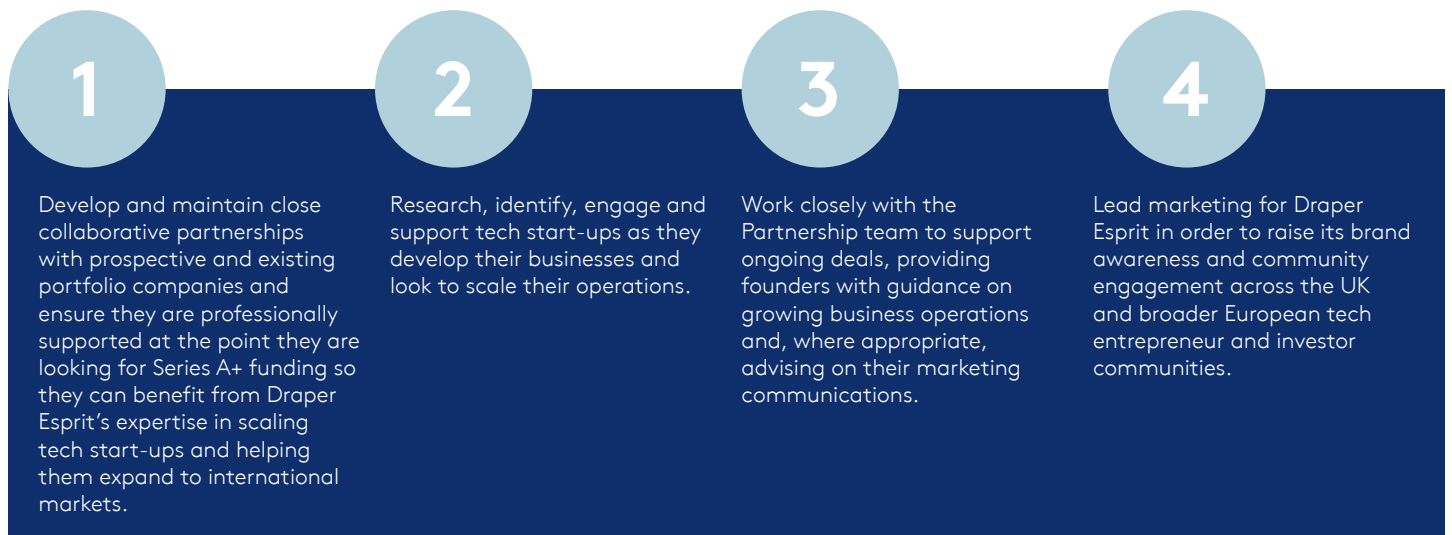 1
Develop and maintain close
collaborative partnerships
with prospective and existing
portfolio companies and
ensure they are professionally
supported at the point they are
looking for Series A+ funding so
they can benefit from Draper
Esprit’s expertise in scaling
tech start-ups and helping
them expand to international
markets.
2
Research, identify, engage and
support tech start-ups as they
develop their businesses and
look to scale their operations.
3
Work closely with the
Partnership team to support
ongoing deals, providing
founders with guidance on
growing business operations
and, where appropriate,
advising on their marketing
communications.
4
Lead marketing for Draper
Esprit in order to raise its brand
awareness and community
engagement across the UK
and broader European tech
entrepreneur and investor
communities.